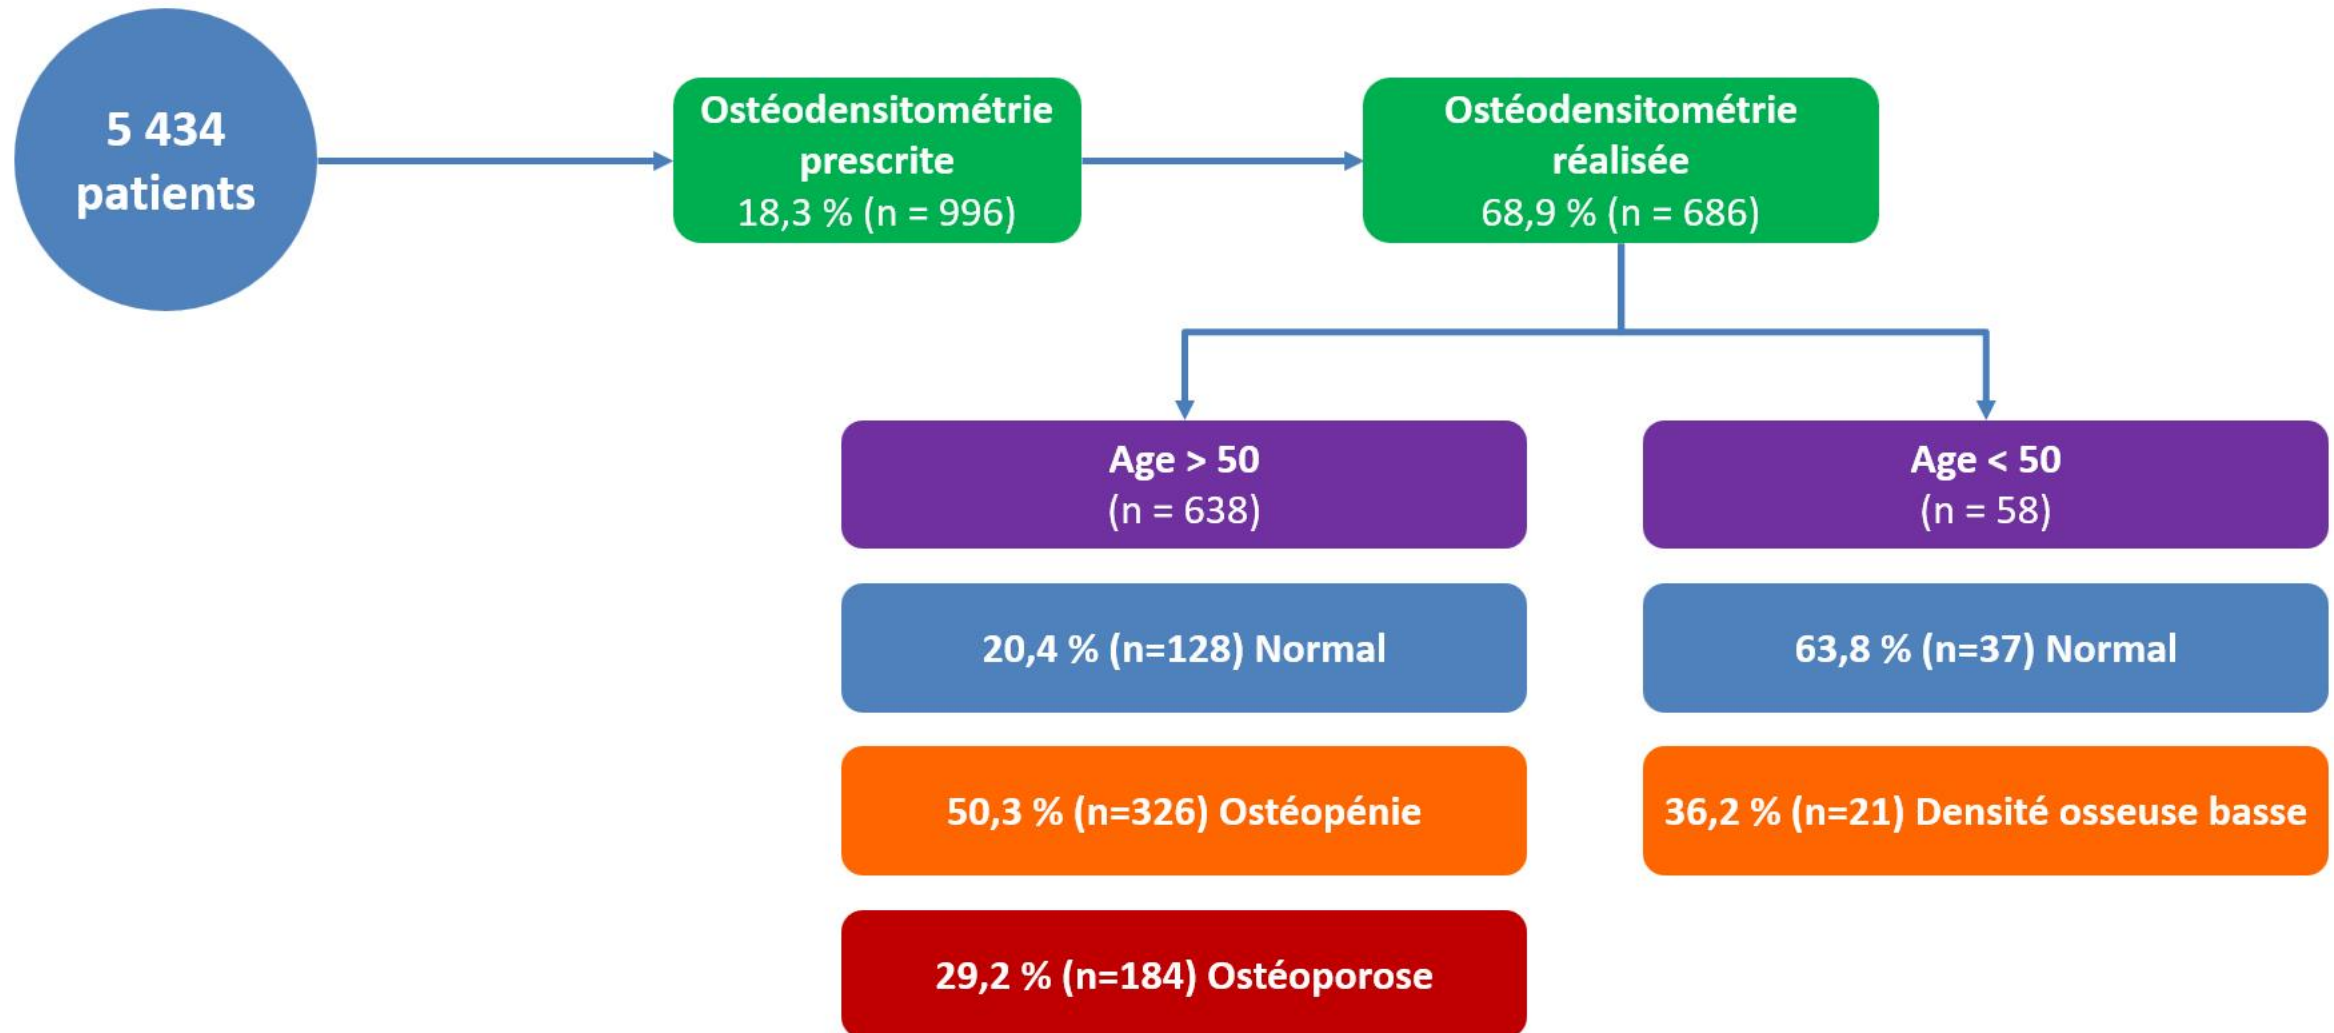 5 434
patients
Ostéodensitométrie
prescrite
18,3 % (n = 996)
Ostéodensitométrie
réalisée
68,9 % (n = 686)
Age > 50
(n = 638)
Age < 50
(n = 58)
20,4 % (n=128) Normal
63,8 % (n=37) Normal
50,3 % (n=326) Ostéopénie
36,2 % (n=21) Densité osseuse basse
29,2 % (n=184) Ostéoporose